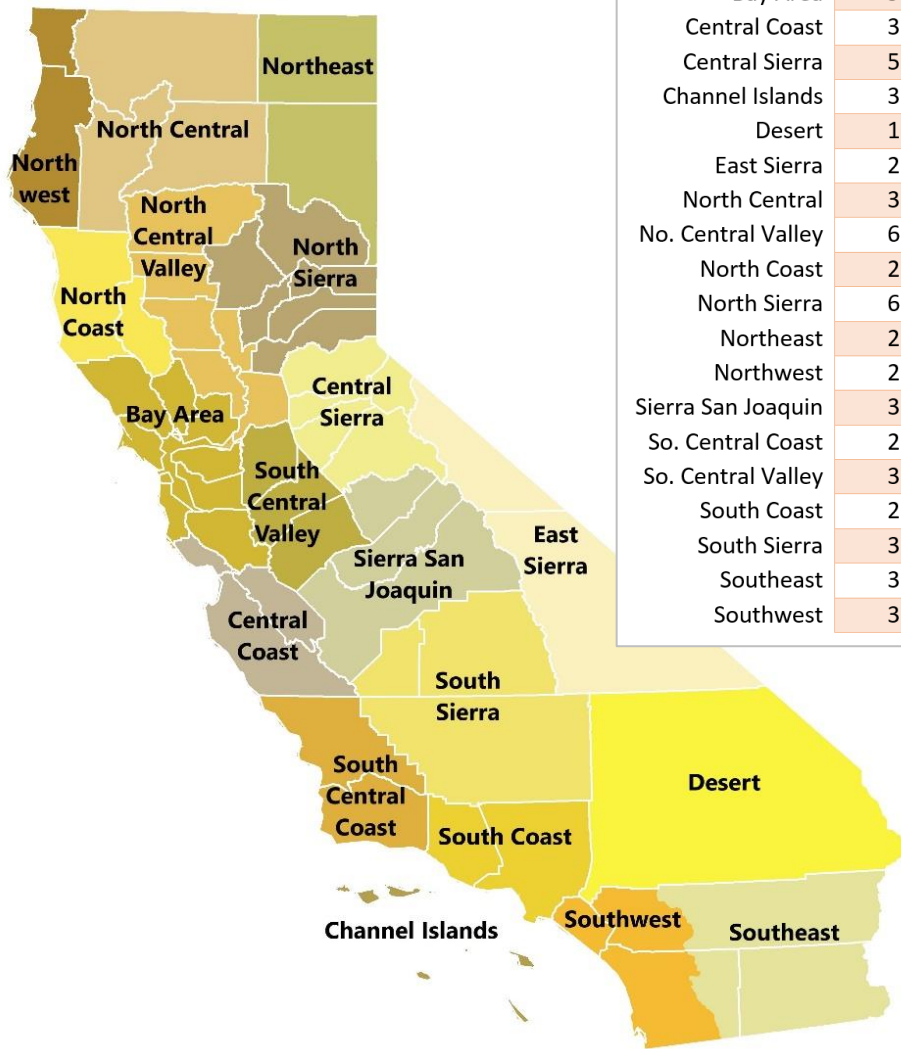 Northeast
North Central
North
west
North
Central
Valley
North
Sierra
North
Coast
Central
Sierra
Bay Area
South
Central
Valley
East
Sierra
Sierra San
Joaquin
Central
Coast
South
Sierra
South
Central
Coast
Desert
South Coast
Southwest
Southeast
Channel Islands
Central Coast 3
Central Sierra 5
Channel Islands 3
Desert 1
East Sierra 2
North Central 3
No. Central Valley 6
North Coast 2
North Sierra 6
Northeast 2
Northwest 2
Sierra San Joaquin 3
So. Central Coast 2
So. Central Valley 3
South Coast 2
South Sierra 3
Southeast 3
Southwest 3